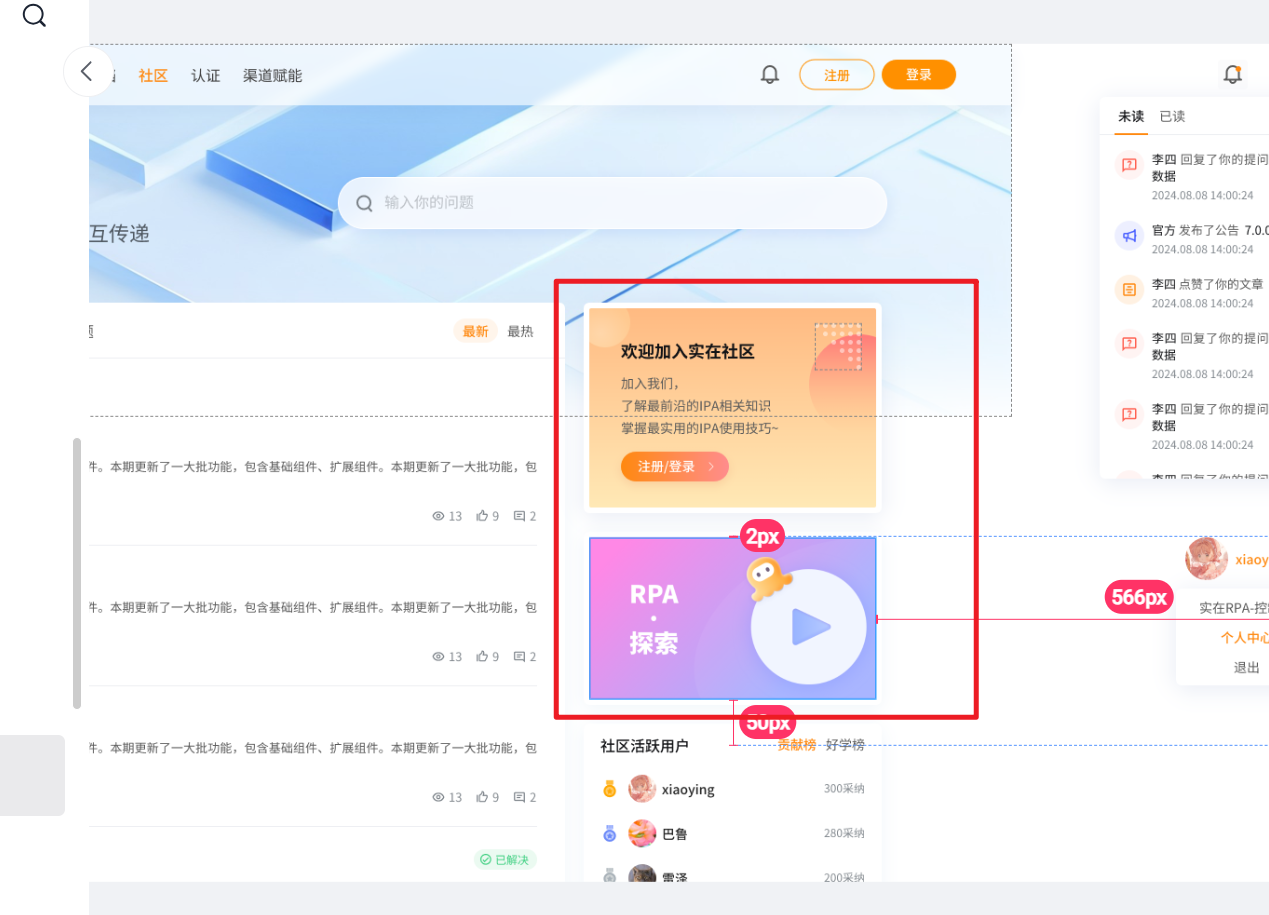 社区 认证 渠道赋能
注册 登录
输入你的问题
互传递
题 最新 最热
件。本期更新了一大批功能，包含基础组件、扩展组件。本期更新了一大批功能，包
13 9 2
件。本期更新了一大批功能，包含基础组件、扩展组件。本期更新了一大批功能，包
13 9 2
件。本期更新了一大批功能，包含基础组件、扩展组件。本期更新了一大批功能，包
13 9 2
已解决
欢迎加入实在社区
加入我们，
了解最前沿的IPA相关知识
掌握最实用的IPA使用技巧~
注册/登录
2px
RPA
·
探索
50px
社区活跃用户 贡献榜 好学榜
xiaoying 300采纳
巴鲁 280采纳
雷泽 200采纳
未读 已读
李四 回复了你的提问
数据
2024.08.08 14:00:24
官方 发布了公告 7.0.0
2024.08.08 14:00:24
李四 点赞了你的文章
2024.08.08 14:00:24
李四 回复了你的提问
数据
2024.08.08 14:00:24
李四 回复了你的提问
数据
2024.08.08 14:00:24
李四 回复了你的提问
xiaoy
566px
实在RPA-控
个人中心
退出